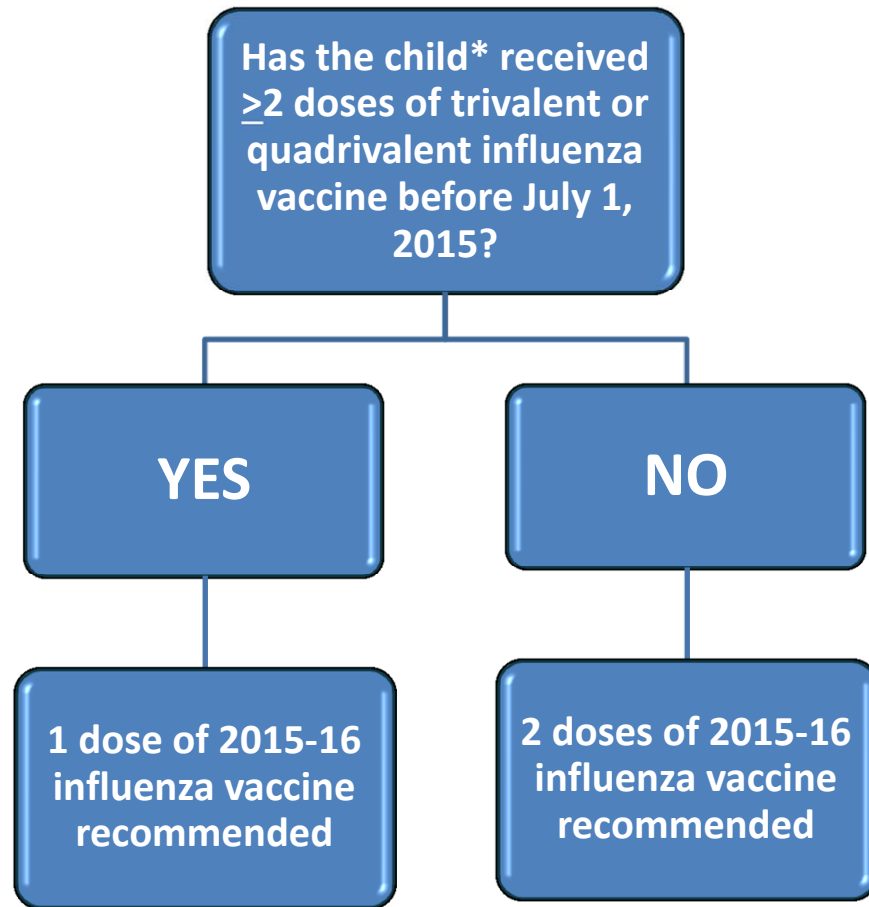 Has the child* received
≥2 doses of trivalent or
quadrivalent influenza
vaccine before July 1,
2015?
YES
NO
1 dose of 2015-16
influenza vaccine
recommended
2 doses of 2015-16
influenza vaccine
recommended